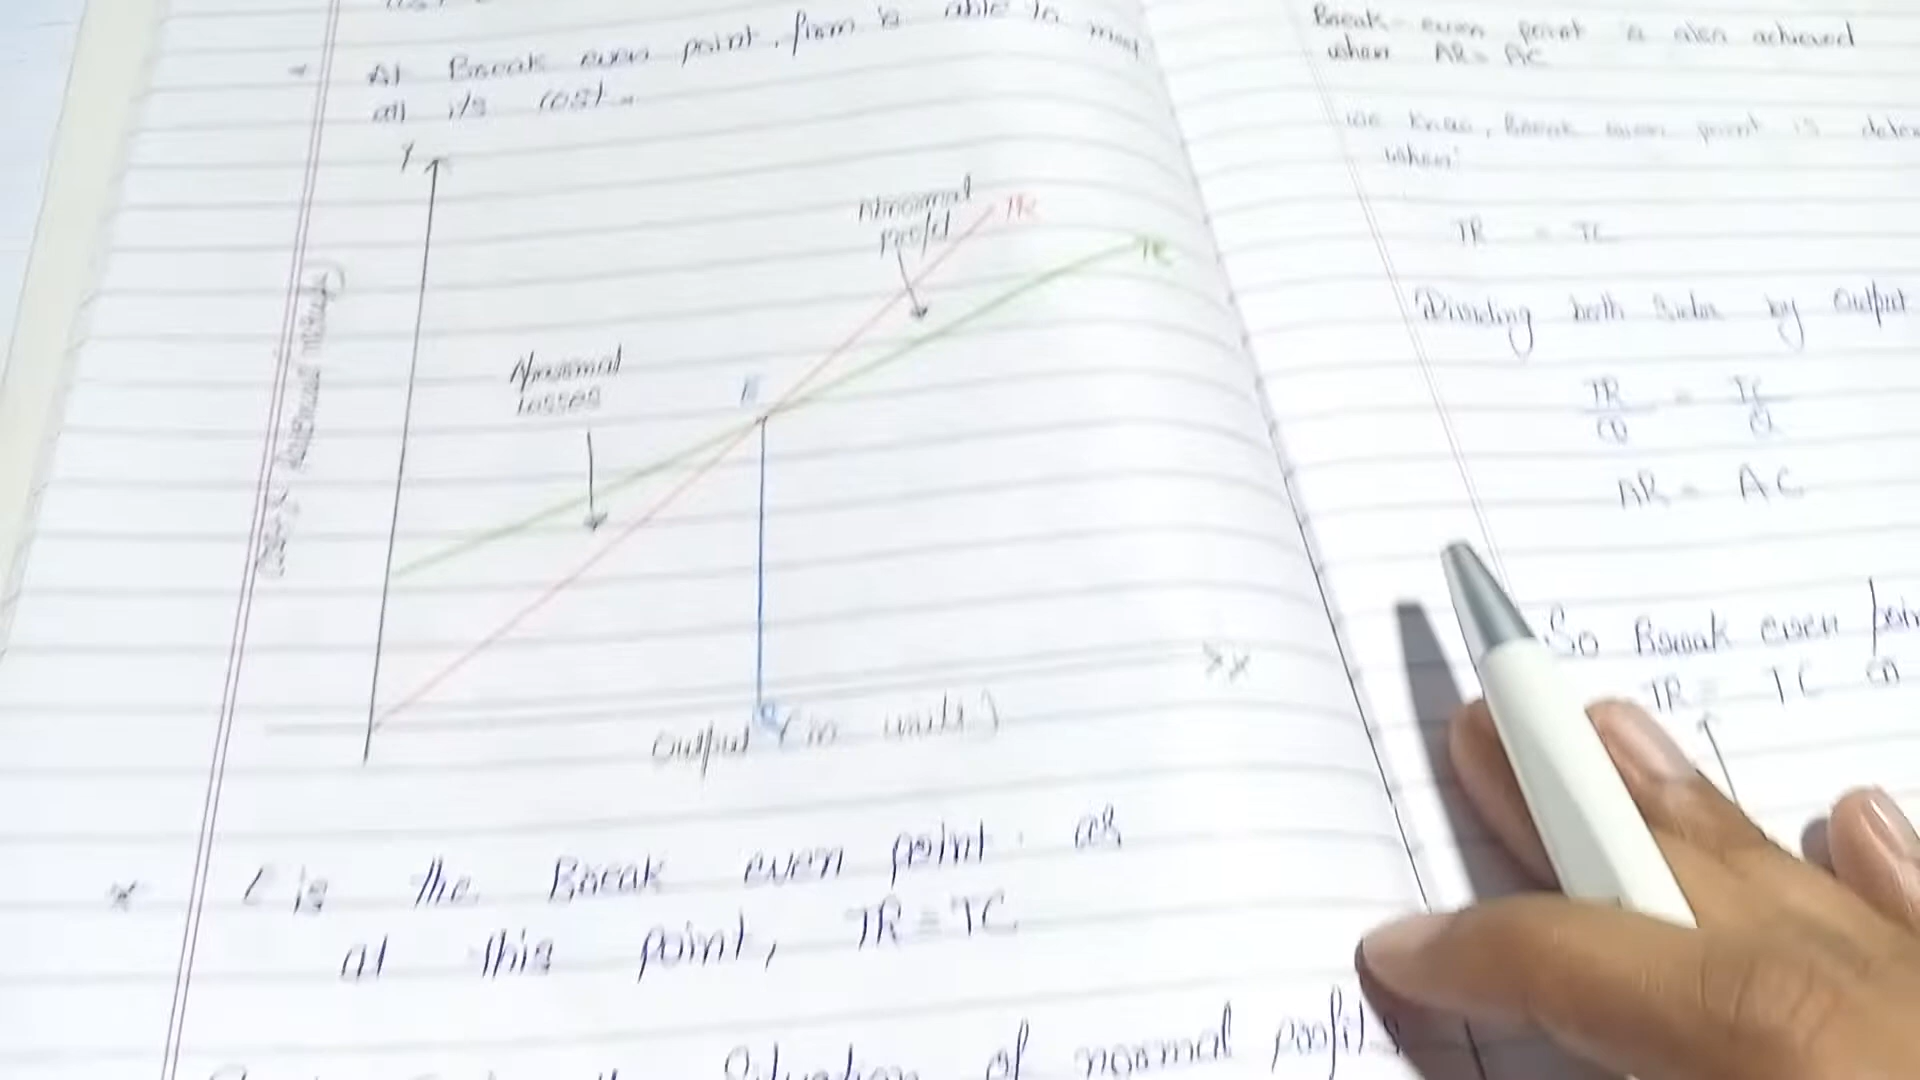 At Break even point, firm is able to meet
all its cost.
Y
Abnormal
profit
TR
TC
Abnormal
losses
E
Cost & Revenue
Q
X
Output (in units)
E is the Break even point as
at this point, TR = TC
Situation of normal profits
Break-even point is also achieved
when AR = AC
we know, Break even point is
when:
TR = TC
Dividing both sides by output
TR = TC
Q Q
AR = AC
So Break even
TR = TC